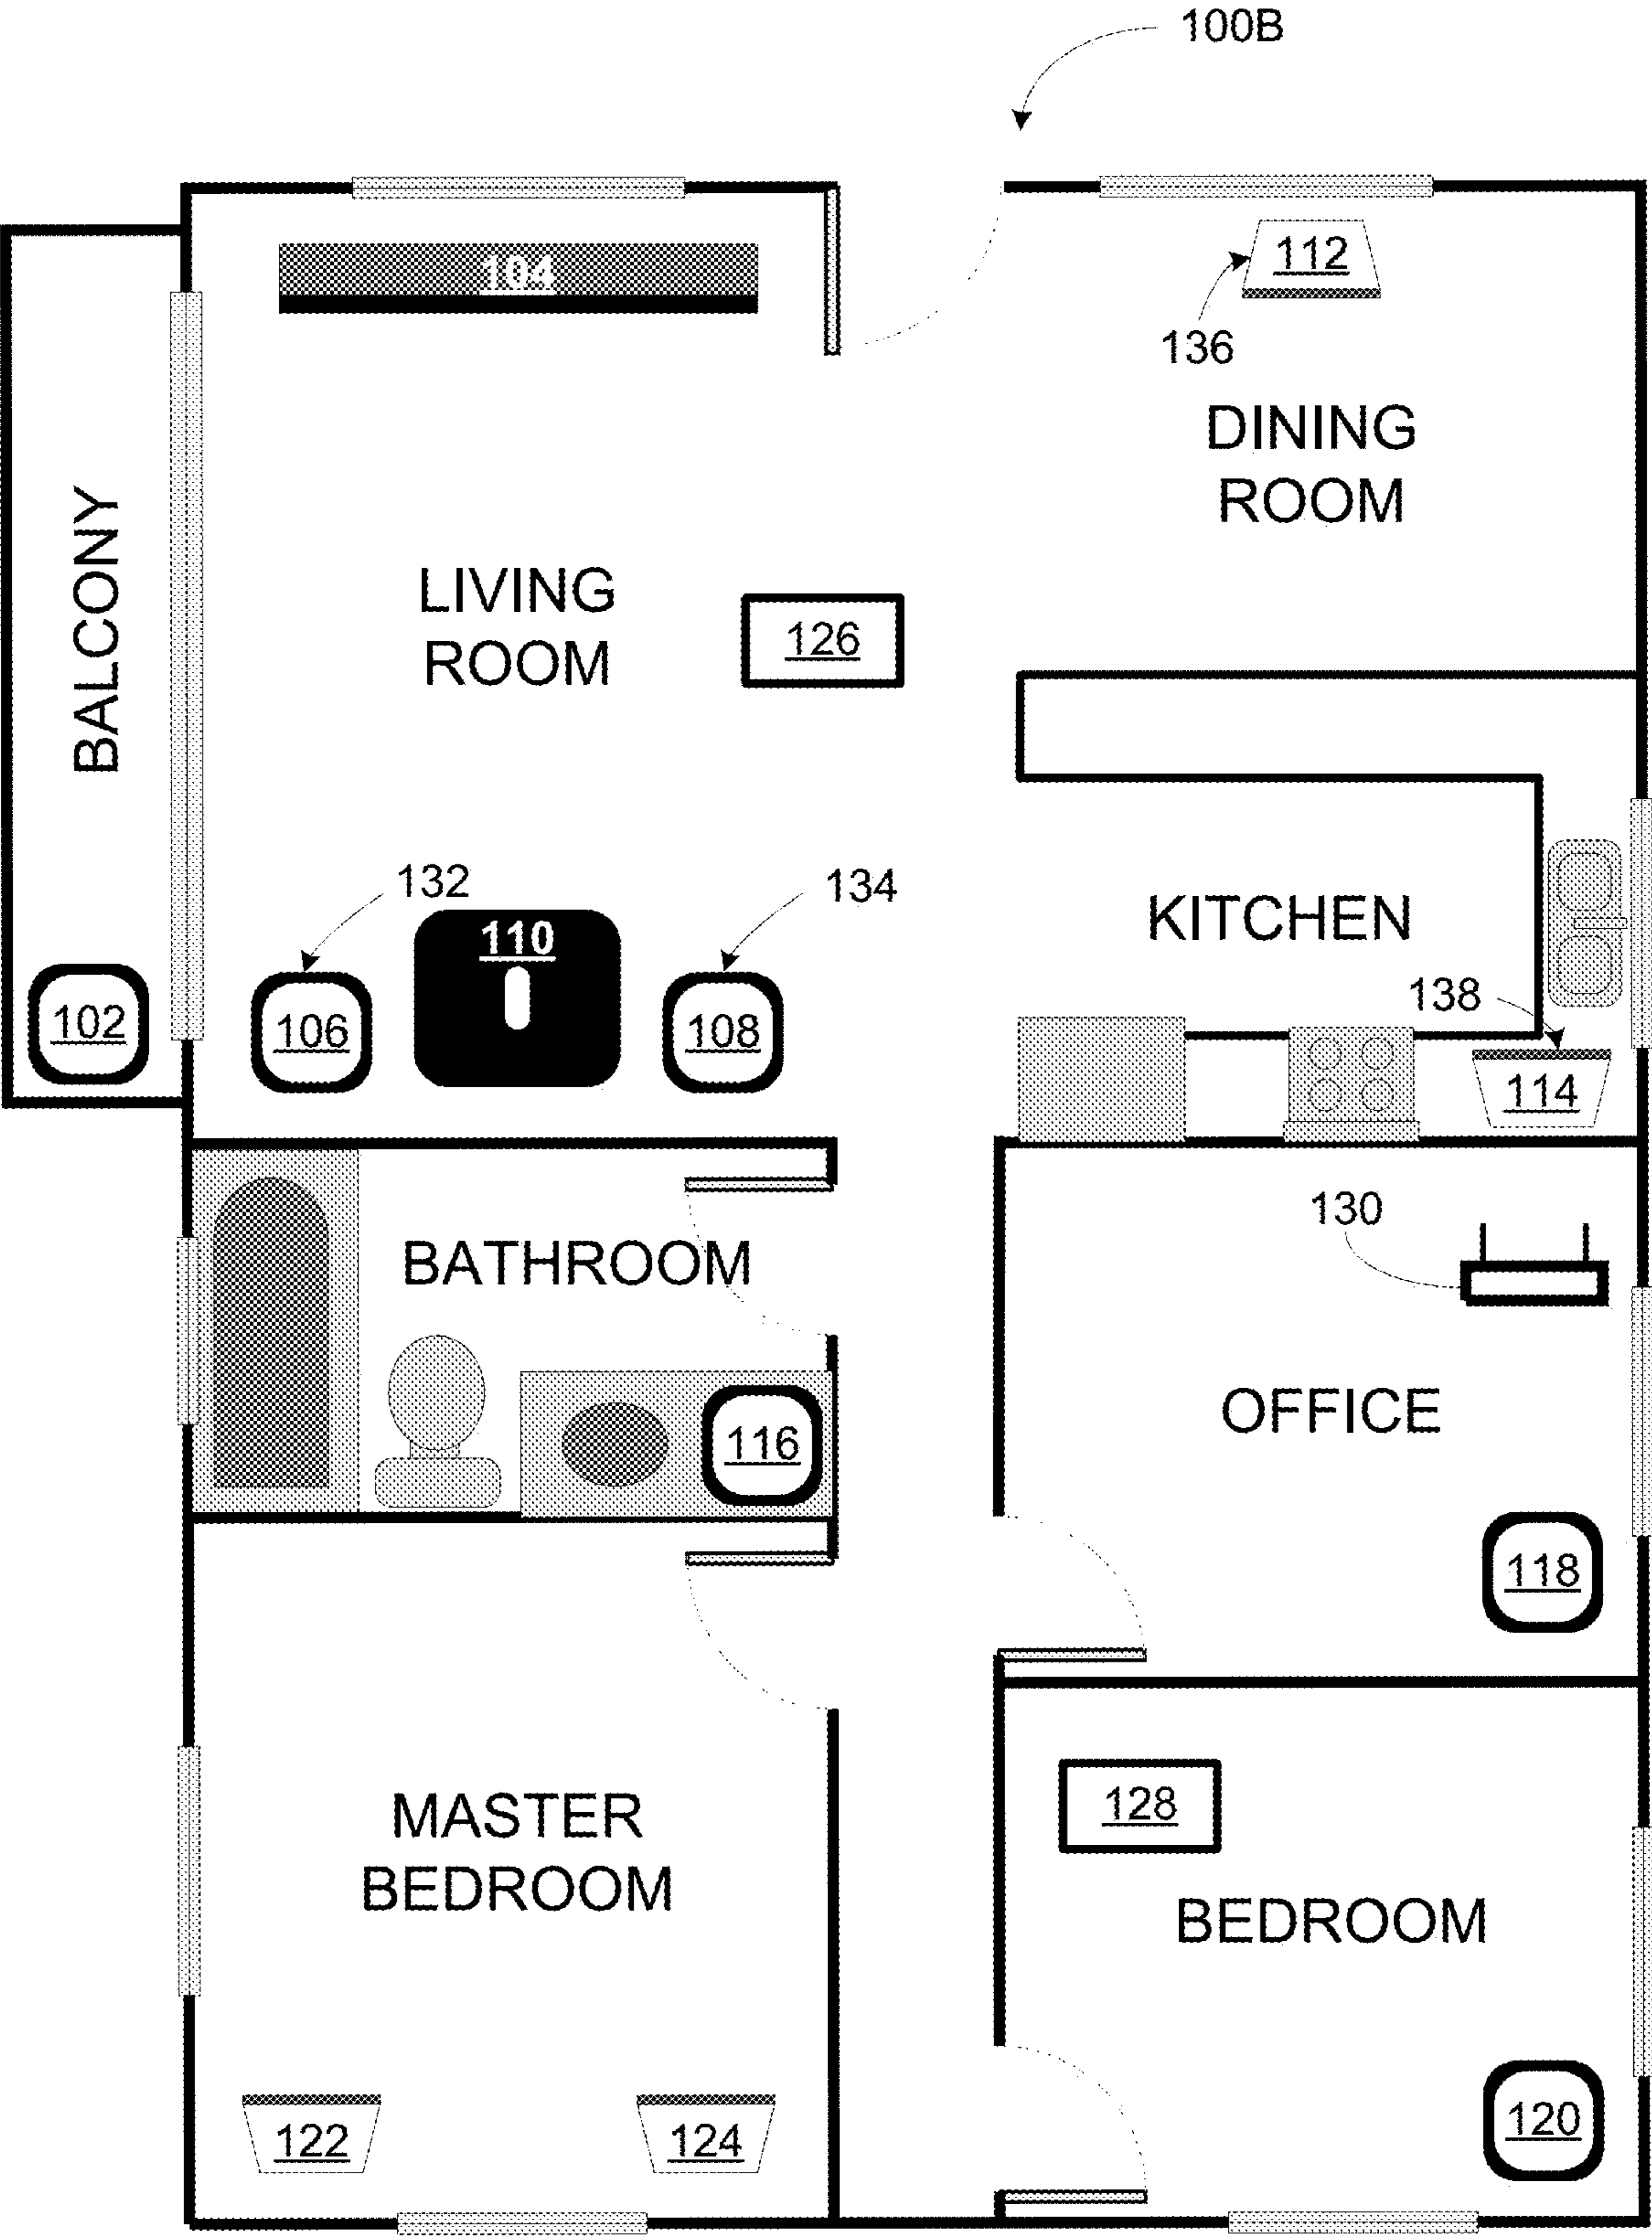 100B
104
112
136
DINING
ROOM
BALCONY
LIVING
ROOM
126
132
134
110
KITCHEN
138
102
106
108
114
130
BATHROOM
OFFICE
116
118
128
MASTER
BEDROOM
BEDROOM
122
124
120